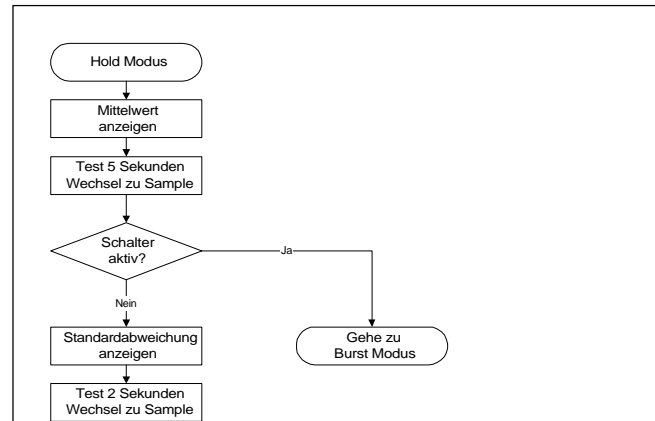 Hold Modus
Mittelwert
anzeigen
Test 5 Sekunden
Wechsel zu Sample
Schalter
aktiv?
Ja
Nein
Standardabweichung
anzeigen
Gehe zu
Burst Modus
Test 2 Sekunden
Wechsel zu Sample